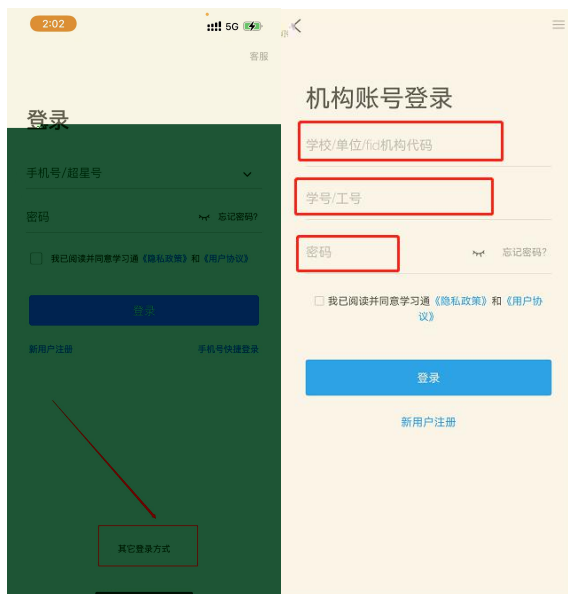 2:02
5G
客服
登录
手机号/超星号
密码
忘记密码?
我已阅读并同意学习通《隐私政策》和《用户协议》
登录
新用户注册
手机号快捷登录
其它登录方式
机构账号登录
学校/单位/fid机构代码
学号/工号
密码
忘记密码?
我已阅读并同意学习通《隐私政策》和《用户协
议》
登录
新用户注册